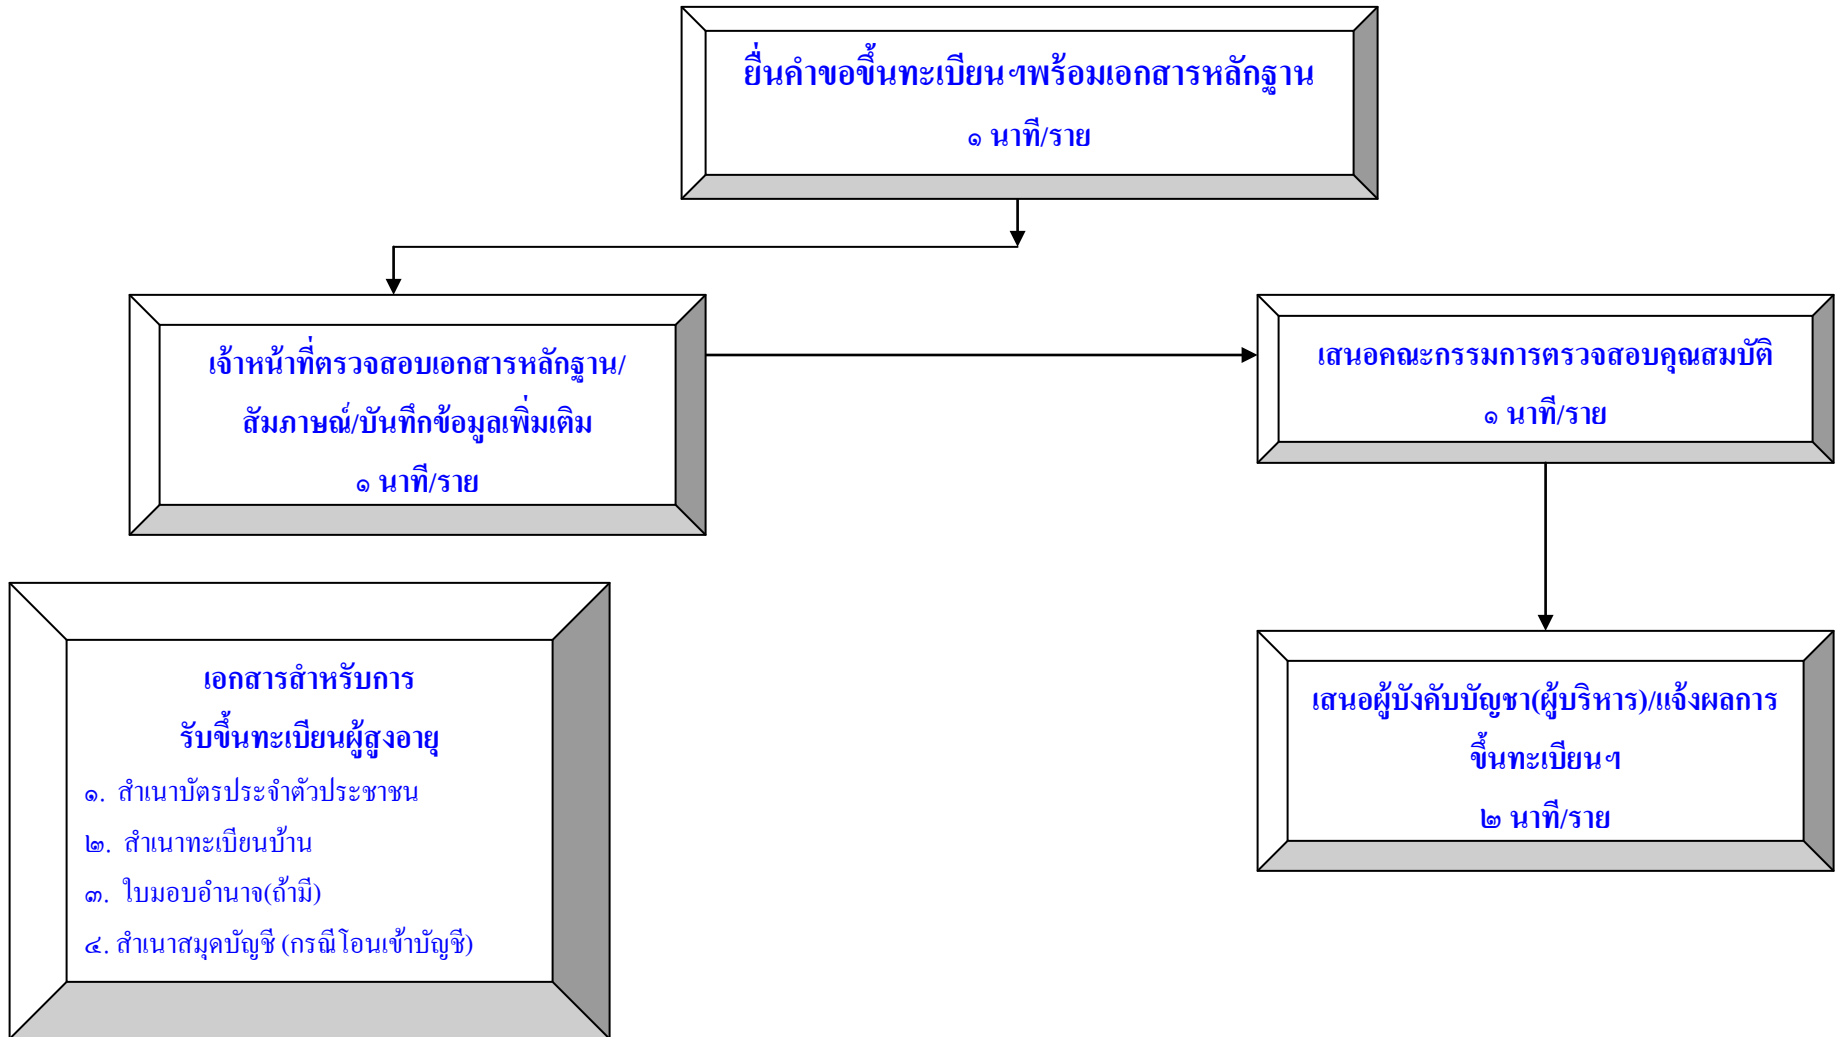 ยื่นคำขอขึ้นทะเบียนฯพร้อมเอกสารหลักฐาน
๑ นาที/ราย
เจ้าหน้าที่ตรวจสอบเอกสารหลักฐาน/
สัมภาษณ์/บันทึกข้อมูลเพิ่มเติม
๑ นาที/ราย
เสนอคณะกรรมการตรวจสอบคุณสมบัติ
๑ นาที/ราย
เสนอผู้บังคับบัญชา(ผู้บริหาร)/แจ้งผลการ
ขึ้นทะเบียนฯ
๒ นาที/ราย
เอกสารสำหรับการ
รับขึ้นทะเบียนผู้สูงอายุ
๑. สำเนาบัตรประจำตัวประชาชน
๒. สำเนาทะเบียนบ้าน
๓. ใบมอบอำนาจ(ถ้ามี)
๔. สำเนาสมุดบัญชี (กรณีโอนเข้าบัญชี)